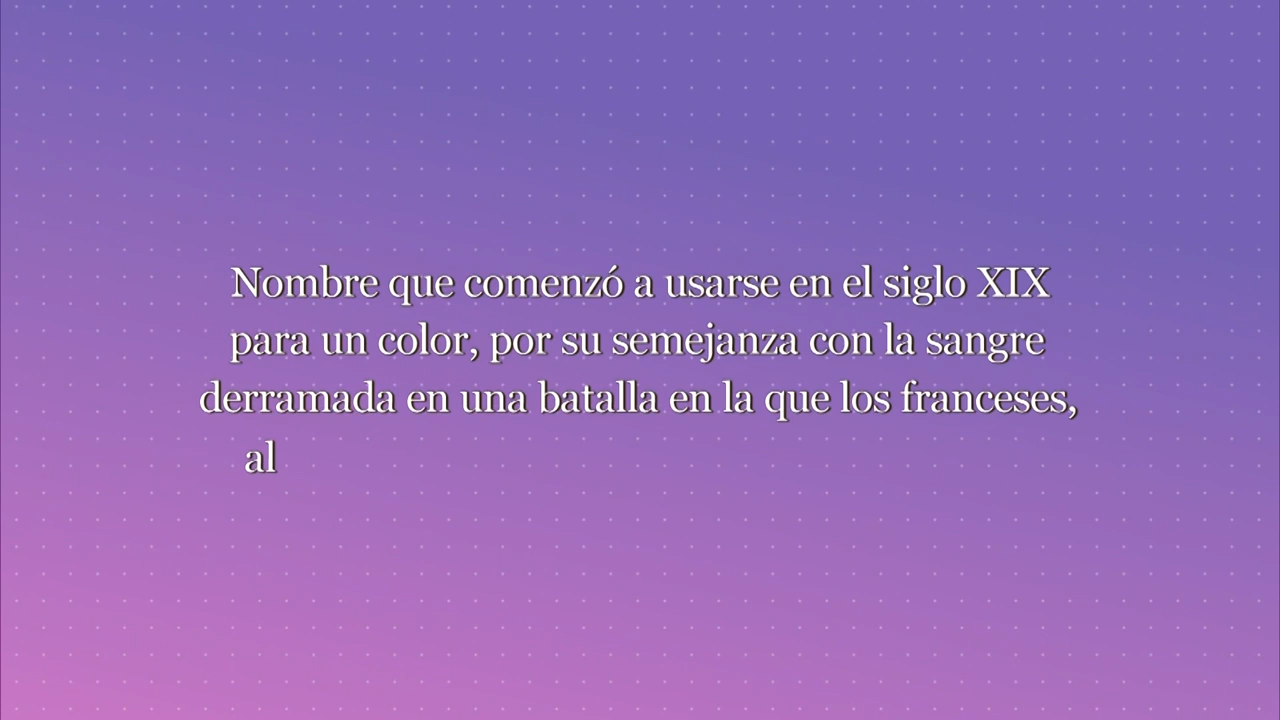 Nombre que comenzó a usarse en el siglo XIX
para un color, por su semejanza con la sangre
derramada en una batalla en la que los franceses,
al